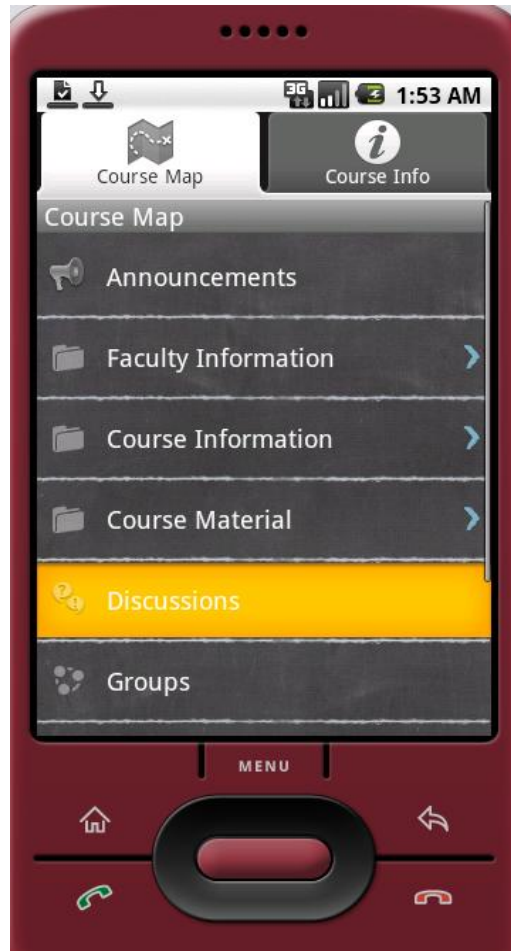 3G 1:53 AM
Course Map Course Info
Course Map
Announcements
Faculty Information
Course Information
Course Material
Discussions
Groups
MENU